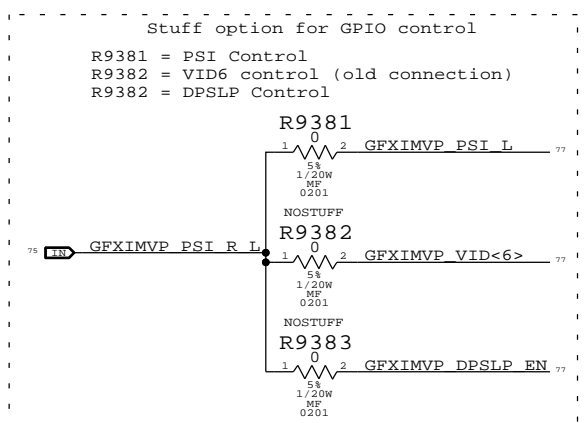 Stuff option for GPIO control
R9381 = PSI Control
R9382 = VID6 control (old connection)
R9382 = DPSLP Control
R9381
0
1 2 GFXIMVP_PSI_L 77
5%
1/20W
MF
0201
NOSTUFF
R9382
0
75 IN GFXIMVP_PSI_R_L 1 2 GFXIMVP_VID<6> 77
5%
1/20W
MF
0201
NOSTUFF
R9383
0
1 2 GFXIMVP_DPSLP_EN 77
5%
1/20W
MF
0201